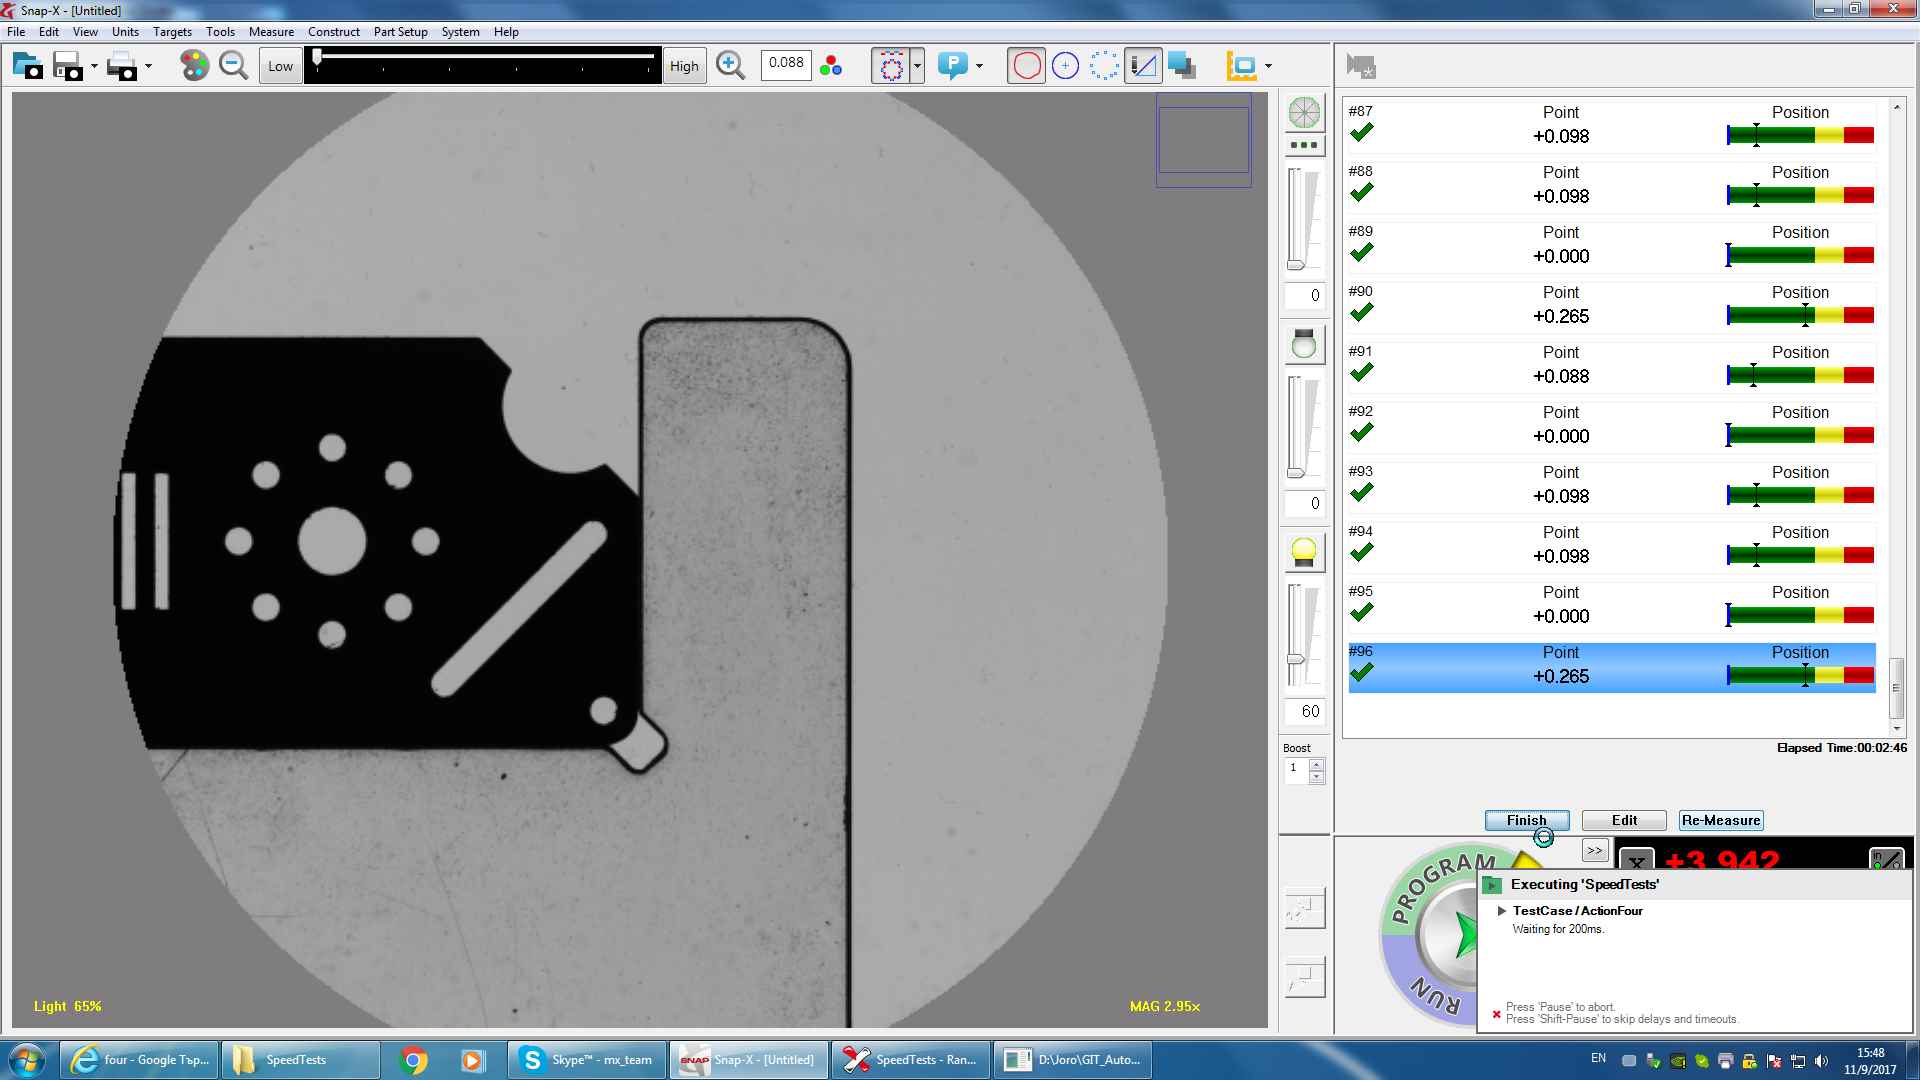 Snap-X - [Untitled]
File Edit View Units Targets Tools Measure Construct Part Setup System Help
Low High 0.088 P
#87 Point Position
+0.098
#88 Point Position
+0.098
#89 Point Position
+0.000
#90 Point Position
+0.265
#91 Point Position
+0.088
#92 Point Position
+0.000
#93 Point Position
+0.098
#94 Point Position
+0.098
#95 Point Position
+0.000
#96 Point Position
+0.265
0
0
60
Boost
1
Elapsed Time:00:02:46
Finish Edit Re-Measure
>>
X +3.942 in
PROGRAM
RUN
Executing 'SpeedTests'
TestCase / ActionFour
Waiting for 200ms.
Press 'Pause' to abort.
Press 'Shift-Pause' to skip delays and timeouts.
Light 65%
MAG 2.95x
four - Google Тър...
SpeedTests
Skype™ - mx_team
SNAP
Snap-X - [Untitled]
SpeedTests - Ran...
D:\Joro\GIT_Auto...
EN
15:48
11/9/2017